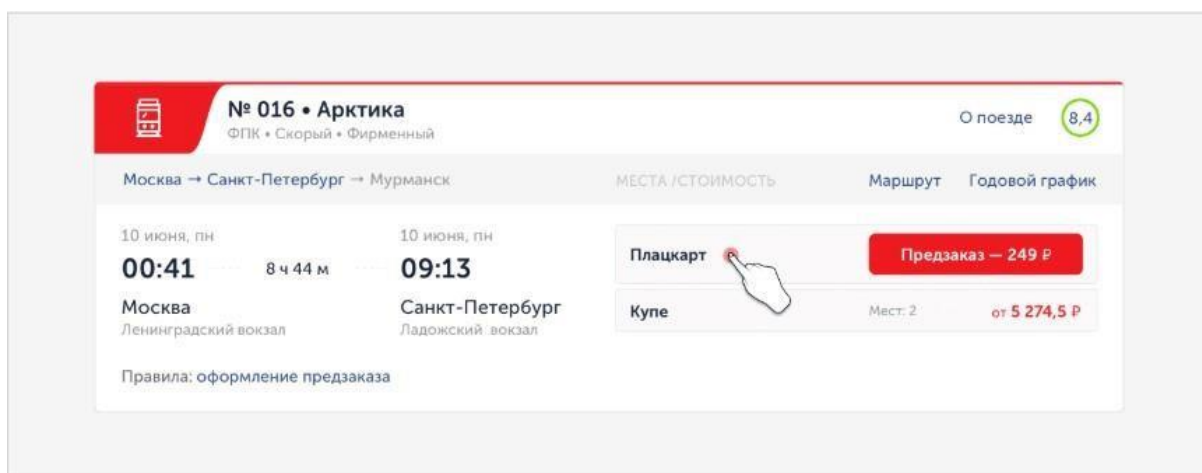 № 016 • Арктика
ФПК • Скорый • Фирменный
О поезде 8,4
Москва → Санкт-Петербург → Мурманск
МЕСТА /СТОИМОСТЬ
Маршрут Годовой график
10 июня, пн
00:41
8 ч 44 м
10 июня, пн
09:13
Москва
Ленинградский вокзал
Санкт-Петербург
Ладожский вокзал
Плацкарт
Предзаказ — 249 ₽
Купе
Мест: 2
от 5 274,5 ₽
Правила: оформление предзаказа